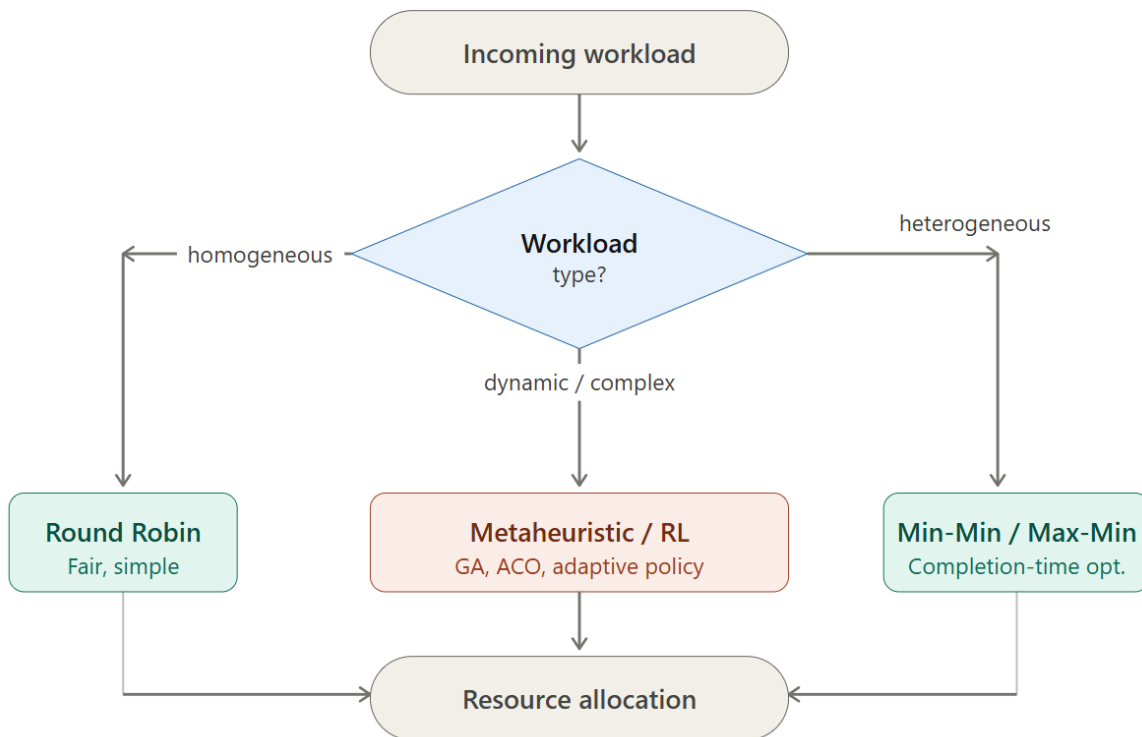 Incoming workload
heterogeneous
Workload
homogeneous
type?
dynamic / complex
Round Robin
Fair, simple
Metaheuristic / RL
GA, ACO, adaptive policy
Min-Min / Max-Min
Completion-time opt.
Resource allocation